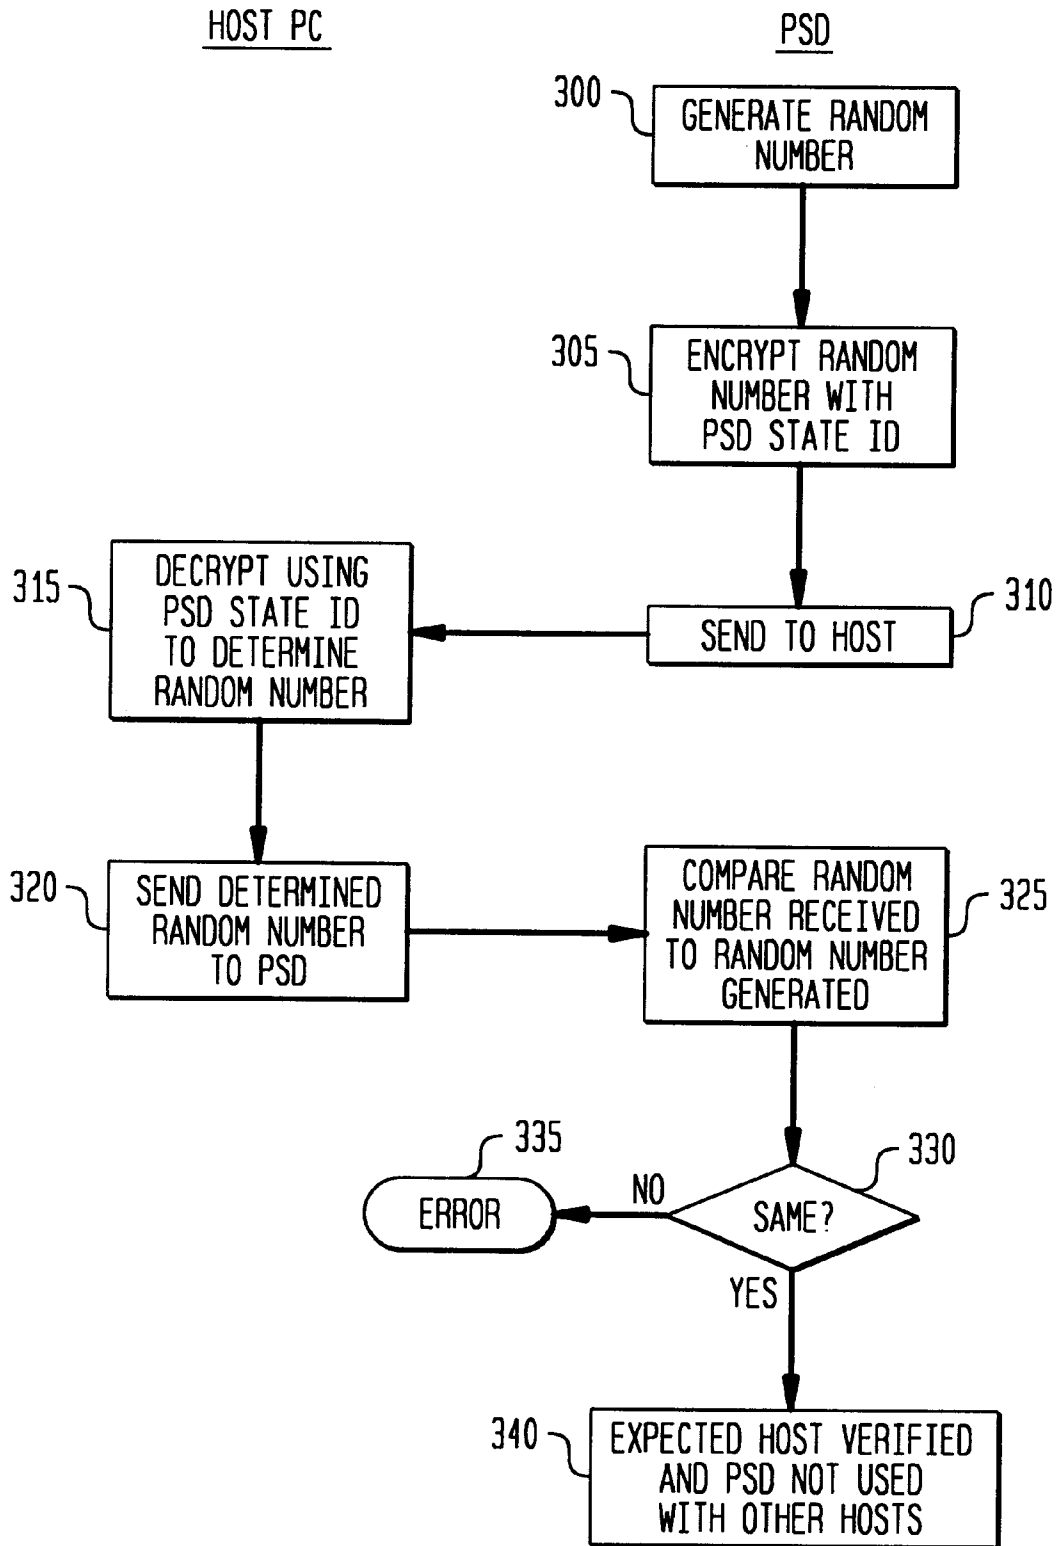 HOST PC
PSD
300
GENERATE RANDOM
NUMBER
305
ENCRYPT RANDOM
NUMBER WITH
PSD STATE ID
315
DECRYPT USING
PSD STATE ID
TO DETERMINE
RANDOM NUMBER
310
SEND TO HOST
320
SEND DETERMINED
RANDOM NUMBER
TO PSD
COMPARE RANDOM
NUMBER RECEIVED
TO RANDOM NUMBER
GENERATED
325
335
ERROR
NO
330
SAME?
YES
340
EXPECTED HOST VERIFIED
AND PSD NOT USED
WITH OTHER HOSTS